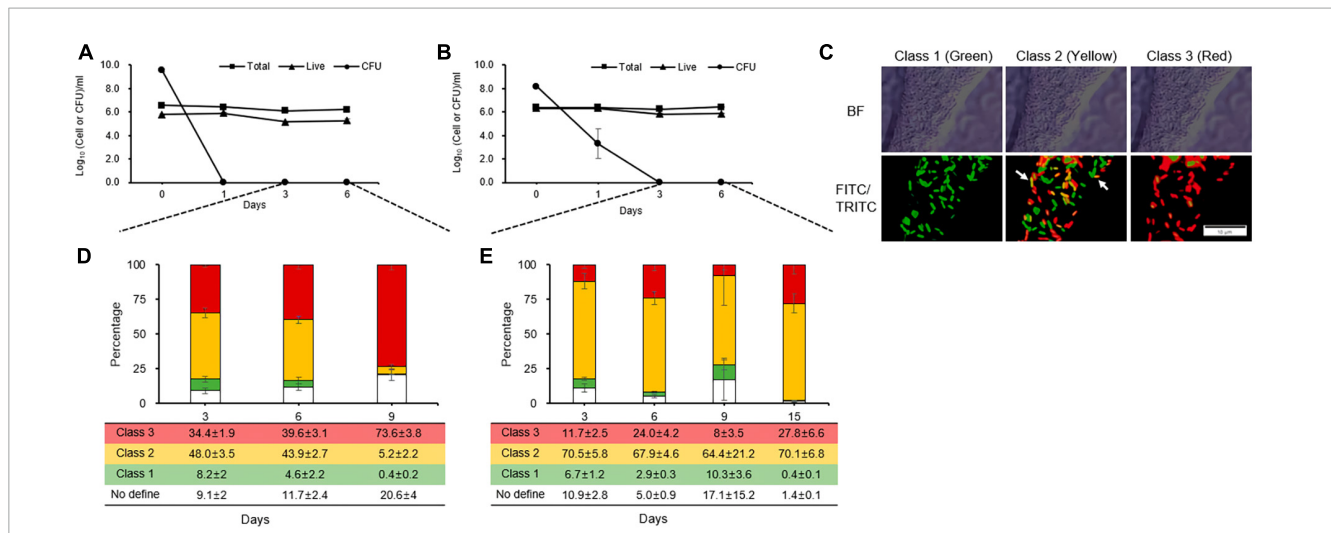 A
Total Live CFU
Log10 (Cell or CFU)/ml
10.0
8.0
6.0
4.0
2.0
0.0
0 1 3 6
Days
B
Total Live CFU
Log10 (Cell or CFU)/ml
10.0
8.0
6.0
4.0
2.0
0.0
0 1 3 6
Days
C
Class 1 (Green) Class 2 (Yellow) Class 3 (Red)
BF
FITC/
TRITC
10 µm
D
Percentage
100
75
50
25
0
3 6 9
Class 3 34.4±1.9 39.6±3.1 73.6±3.8
Class 2 48.0±3.5 43.9±2.7 5.2±2.2
Class 1 8.2±2 4.6±2.2 0.4±0.2
No define 9.1±2 11.7±2.4 20.6±4
Days
E
Percentage
100
75
50
25
0
3 6 9 15
Class 3 11.7±2.5 24.0±4.2 8±3.5 27.8±6.6
Class 2 70.5±5.8 67.9±4.6 64.4±21.2 70.1±6.8
Class 1 6.7±1.2 2.9±0.3 10.3±3.6 0.4±0.1
No define 10.9±2.8 5.0±0.9 17.1±15.2 1.4±0.1
Days